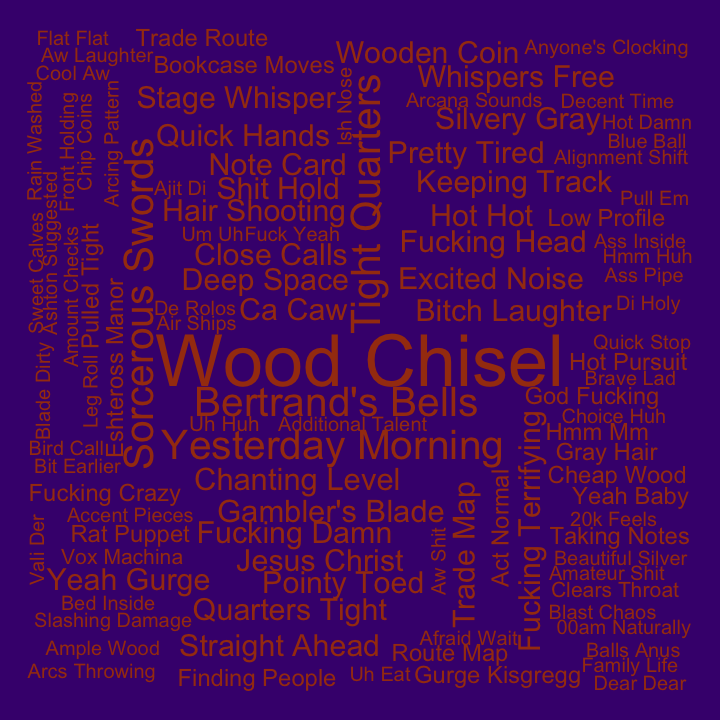 Flat Flat
Trade Route
Aw Laughter
Cool Aw
Bookcase Moves
Wooden Coin
Anyone's Clocking
Whispers Free
Stage Whisper
Arcana Sounds
Decent Time
Silvery Gray
Hot Damn
Blue Ball
Quick Hands
Ish Nose
Pretty Tired
Alignment Shift
Note Card
Keeping Track
Ajit Di
Shit Hold
Pull Em
Hair Shooting
Hot Hot
Low Profile
Um Uh
Fuck Yeah
Fucking Head
Ass Inside
Close Calls
Hmm Huh
Deep Space
Excited Noise
Ass Pipe
De Rolos
Ca Caw
Bitch Laughter
Di Holy
Air Ships
Tight Quarters
Sorcerous Swords
Rain Washed
Front Holding
Chip Coins
Arcing Pattern
Sweet Calves
Ashton Suggested
Amount Checks
Pulled Tight
Eshteross Manor
Leg Roll
Blade Dirty
Wood Chisel
Quick Stop
Hot Pursuit
Brave Lad
Bertrand's Bells
God Fucking
Uh Huh
Additional Talent
Choice Huh
Hmm Mm
Yesterday Morning
Gray Hair
Bird Call
Bit Earlier
Chanting Level
Cheap Wood
Fucking Crazy
Yeah Baby
Accent Pieces
Gambler's Blade
20k Feels
Rat Puppet
Fucking Damn
Taking Notes
Vox Machina
Jesus Christ
Beautiful Silver
Yeah Gurge
Pointy Toed
Amateur Shit
Clears Throat
Vali Der
Aw Shit
Trade Map
Act Normal
Fucking Terrifying
Bed Inside
Quarters Tight
Blast Chaos
Slashing Damage
00am Naturally
Ample Wood
Straight Ahead
Afraid Wait
Route Map
Balls Anus
Arcs Throwing
Finding People
Uh Eat
Gurge Kisgregg
Family Life
Dear Dear